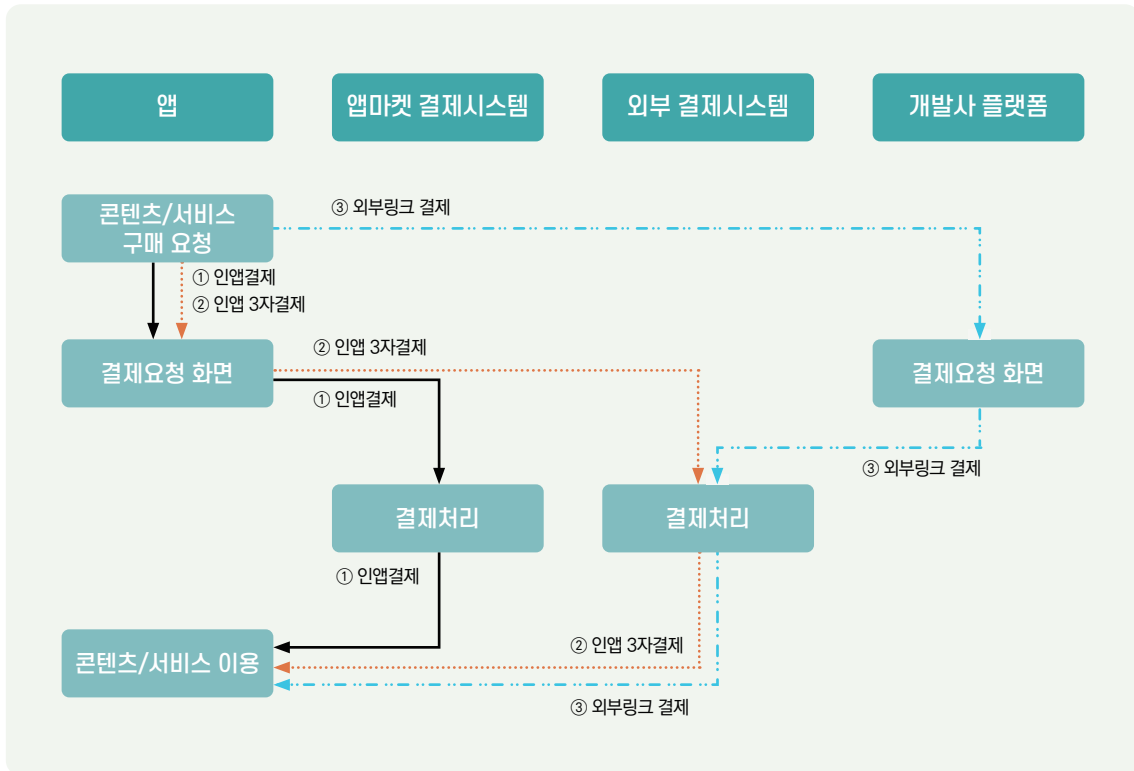 앱
앱마켓 결제시스템
외부 결제시스템
개발사 플랫폼
콘텐츠/서비스
구매 요청
③ 외부링크 결제
① 인앱결제
② 인앱 3자결제
결제요청 화면
② 인앱 3자결제
① 인앱결제
결제요청 화면
③ 외부링크 결제
결제처리
결제처리
① 인앱결제
콘텐츠/서비스 이용
② 인앱 3자결제
③ 외부링크 결제